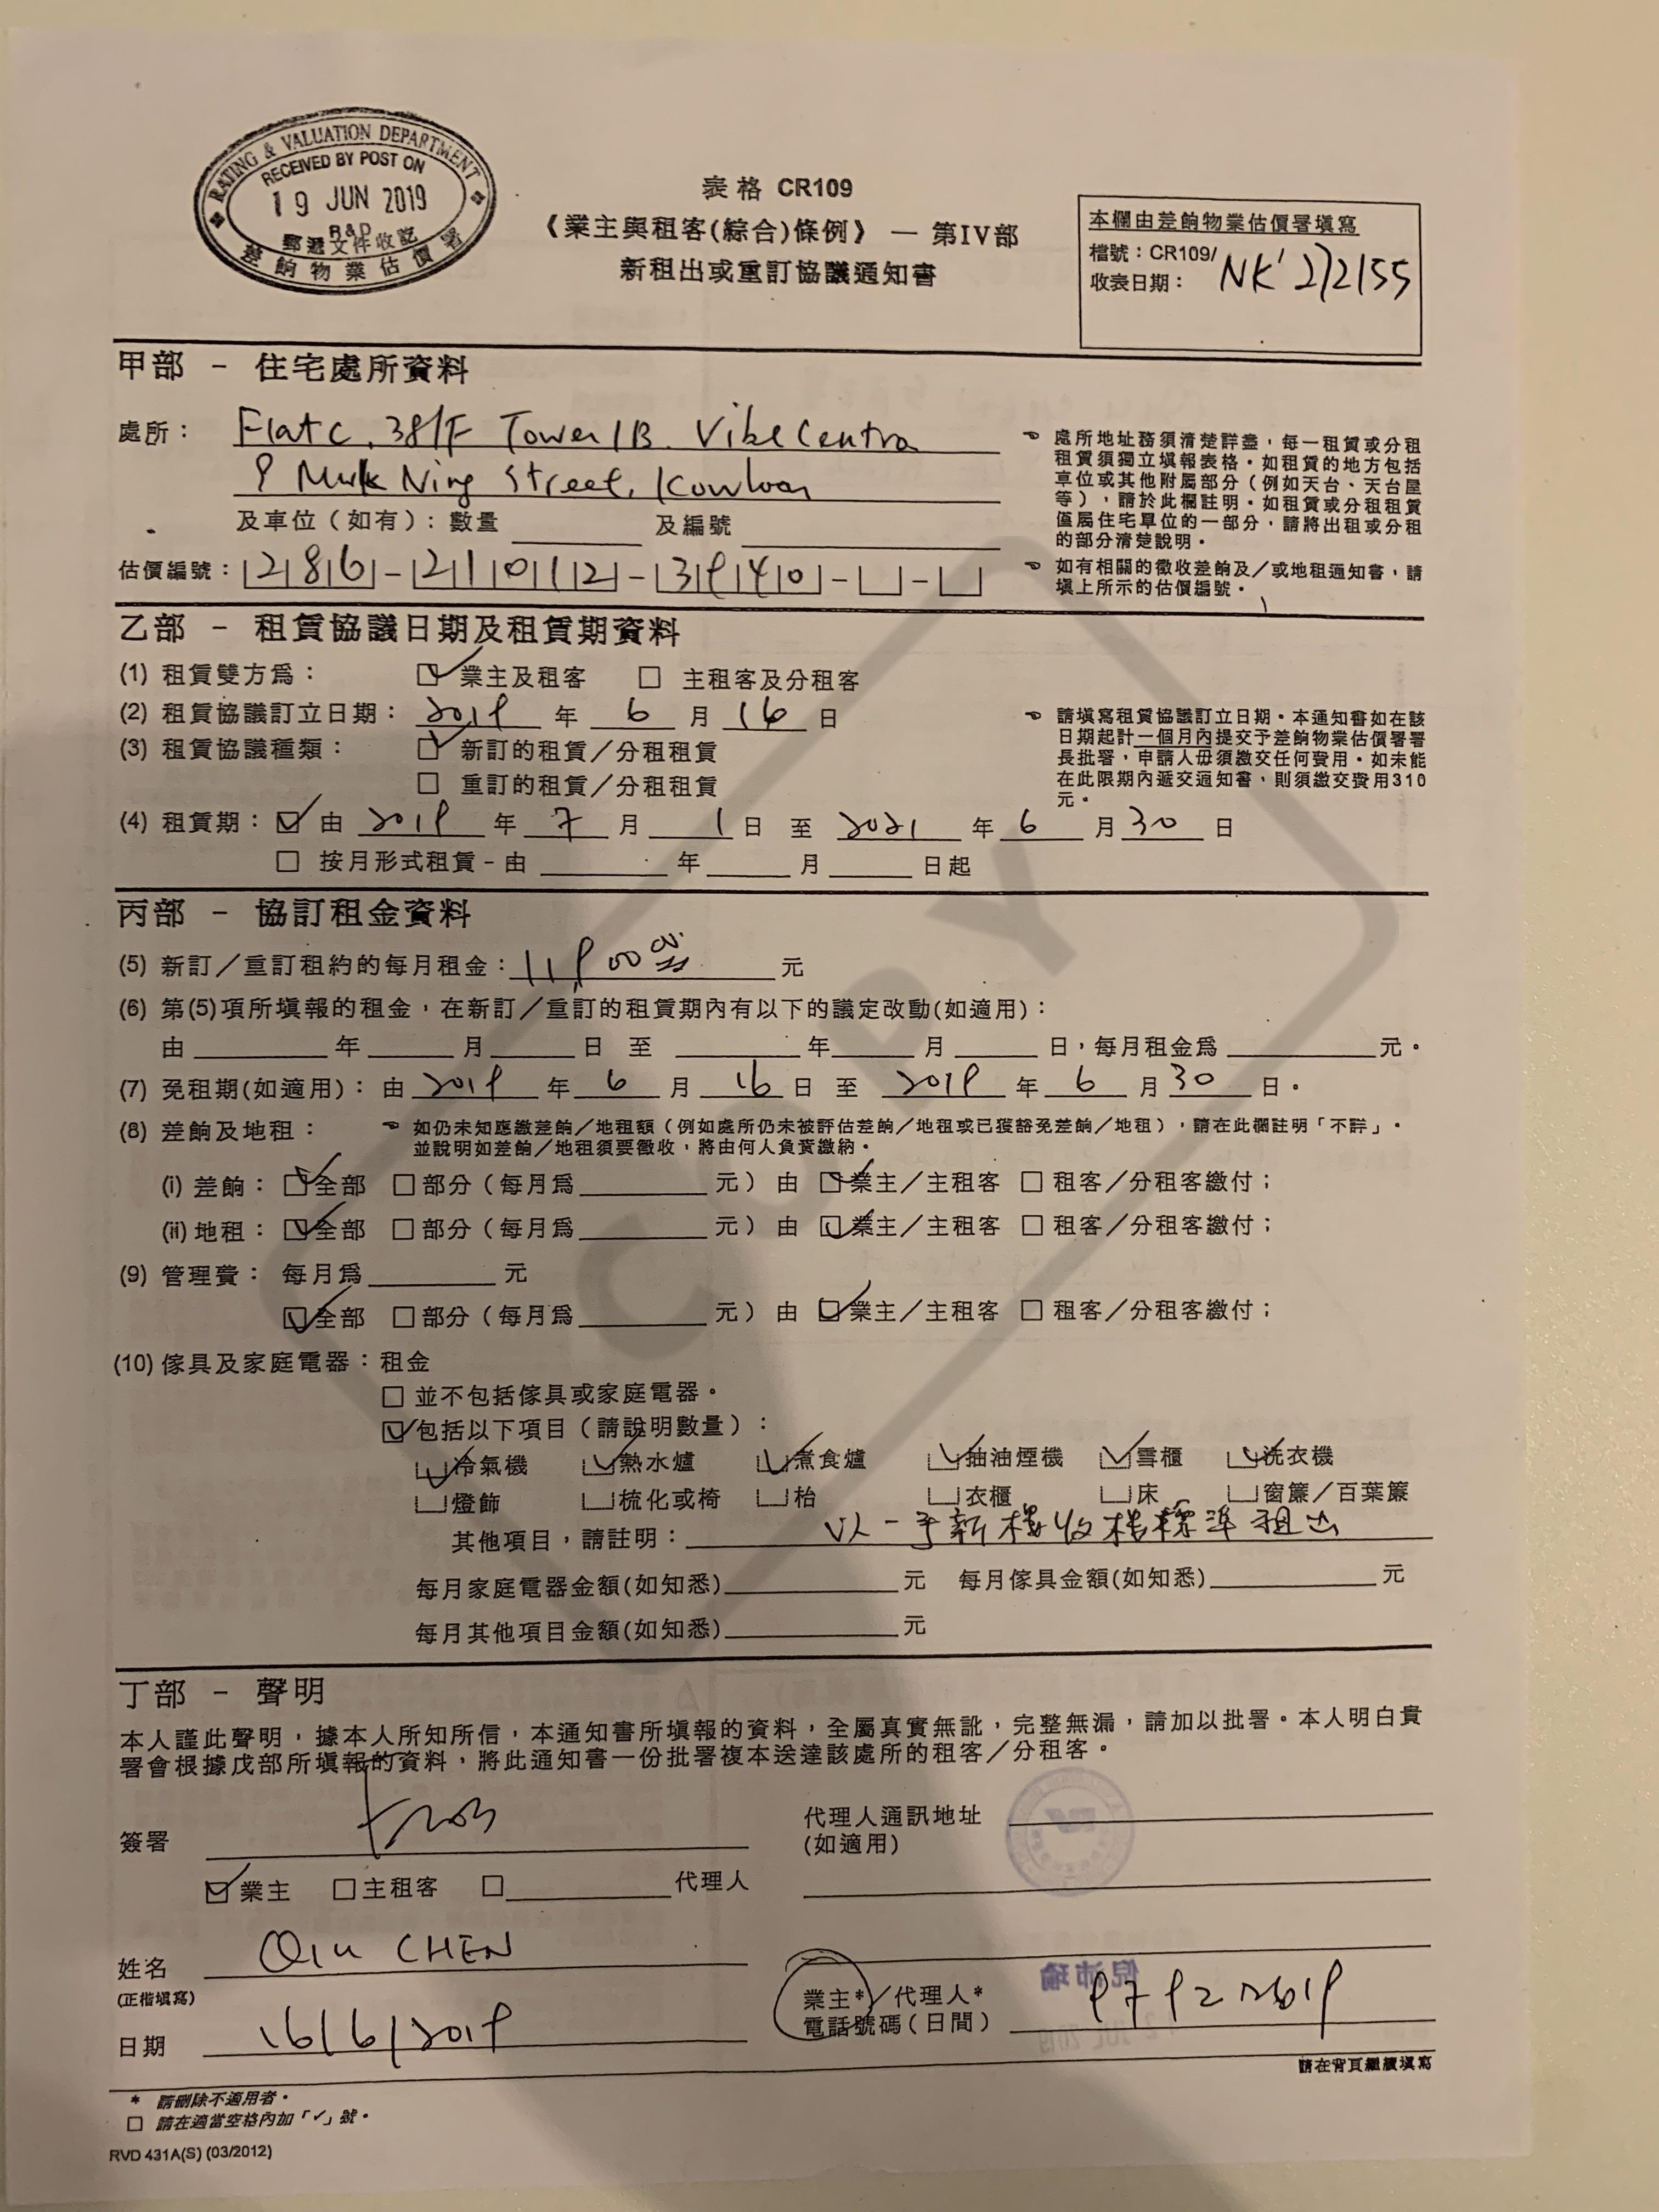 RATING & VALUATION DEPARTMENT
RECEIVED BY POST ON
19 JUN 2019
R&D
郵遞文件收訖
差餉物業估價署
表格 CR109
《業主與租客(綜合)條例》 — 第IV部
新租出或重訂協議通知書
本欄由差餉物業估價署填寫
檔號：CR109/ NK'
收表日期：
甲部 - 住宅處所資料
處所： Flat C, 38/F Tower 1B. Vibe Centro
9 Muk Ning Street, Kowloon
及車位（如有）：數量 及編號
☜ 處所地址務須清楚詳盡，每一租賃或分租
租賃須獨立填報表格。如租賃的地方包括
車位或其他附屬部分（例如天台、天台屋
等），請於此欄註明。如租賃或分租租賃
僅屬住宅單位的一部分，請將出租或分租
的部分清楚說明。
估價編號： 286 - 21012 - 3940 - -
☜ 如有相關的徵收差餉及／或地租通知書，請
填上所示的估價編號。
乙部 - 租賃協議日期及租賃期資料
(1) 租賃雙方為： ☑ 業主及租客 □ 主租客及分租客
(2) 租賃協議訂立日期： 2019 年 6 月 16 日
(3) 租賃協議種類： ☑ 新訂的租賃／分租租賃
□ 重訂的租賃／分租租賃
☜ 請填寫租賃協議訂立日期。本通知書如在該
日期起計一個月內提交予差餉物業估價署署
長批署，申請人毋須繳交任何費用。如未能
在此限期內遞交通知書，則須繳交費用310
元。
(4) 租賃期： ☑ 由 2019 年 7 月 1 日 至 2021 年 6 月 30 日
□ 按月形式租賃 - 由 年 月 日起
丙部 - 協訂租金資料
(5) 新訂／重訂租約的每月租金： 元
(6) 第(5)項所填報的租金，在新訂／重訂的租賃期內有以下的議定改動(如適用)：
由 年 月 日 至 年 月 日，每月租金為 元。
(7) 免租期(如適用)： 由 2019 年 6 月 16 日 至 2019 年 6 月 30 日。
(8) 差餉及地租： ☜ 如仍未知應繳差餉／地租額（例如處所仍未被評估差餉／地租或已獲豁免差餉／地租），請在此欄註明「不詳」。
並說明如差餉／地租須要徵收，將由何人負責繳納。
(i) 差餉： ☑ 全部 □ 部分（每月為 元） 由 ☑ 業主／主租客 □ 租客／分租客繳付；
(ii) 地租： ☑ 全部 □ 部分（每月為 元） 由 ☑ 業主／主租客 □ 租客／分租客繳付；
(9) 管理費： 每月為 元
☑ 全部 □ 部分（每月為 元） 由 ☑ 業主／主租客 □ 租客／分租客繳付；
(10) 傢具及家庭電器：租金
□ 並不包括傢具或家庭電器。
☑ 包括以下項目（請說明數量）：
☑ 冷氣機 ☑ 熱水爐 ☑ 煮食爐 ☑ 抽油煙機 ☑ 雪櫃 ☑ 洗衣機
燈飾 梳化或椅 枱 衣櫃 床 窗簾／百葉簾
其他項目，請註明： 以一手新樓收樓標準租出
每月家庭電器金額(如知悉) 元 每月傢具金額(如知悉) 元
每月其他項目金額(如知悉) 元
丁部 - 聲明
本人謹此聲明，據本人所知所信，本通知書所填報的資料，全屬真實無訛，完整無漏，請加以批署。本人明白貴
署會根據戊部所填報的資料，將此通知書一份批署複本送達該處所的租客／分租客。
簽署
代理人通訊地址
(如適用)
☑ 業主 □ 主租客 □ 代理人
姓名 QIU CHEN
(正楷填寫)
業主*／代理人*
電話號碼（日間）
日期 16/6/2019
請在背頁繼續填寫
* 請刪除不適用者。
□ 請在適當空格內加「✓」號。
RVD 431A(S) (03/2012)
COPY